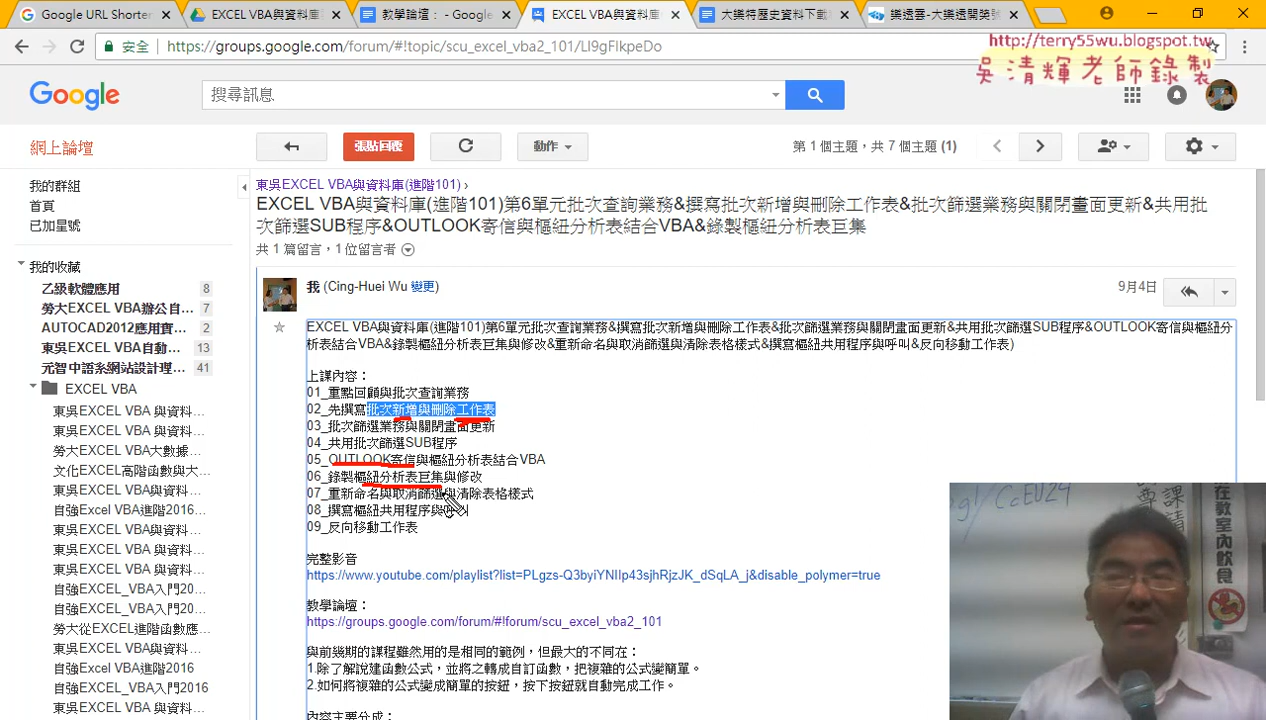 Google URL Shorter
EXCEL VBA與資料庫
教學論壇： - Google
EXCEL VBA與資料庫
大樂特歷史資料下載
樂透雲-大樂透開獎號
安全
https://groups.google.com/forum/#!topic/scu_excel_vba2_101/LI9gFIkpeDo
http://terry55wu.blogspot.tw
吳清輝老師錄製
Google
搜尋訊息
網上論壇
張貼回覆
動作
第 1 個主題，共 7 個主題 (1)
我的群組
首頁
已加星號
我的收藏
乙級軟體應用 8
勞大EXCEL VBA辦公自... 7
AUTOCAD2012應用實... 2
東吳EXCEL VBA自動... 13
元智中語系網站設計理... 41
EXCEL VBA
東吳EXCEL VBA 與資料...
東吳EXCEL VBA 與資料...
勞大EXCEL VBA大數據...
文化EXCEL高階函數與大...
自強Excel VBA入門2016...
東吳EXCEL VBA 與資料...
東吳EXCEL VBA 與資料...
東吳EXCEL VBA 與資料...
自強EXCEL_VBA入門20...
自強EXCEL_VBA入門20...
勞大從EXCEL進階函數應...
東吳EXCEL VBA與資料...
自強Excel VBA進階2016
自強EXCEL VBA入門2016
東吳EXCEL VBA與資料...
東吳EXCEL VBA與資料庫(進階101) ›
EXCEL VBA與資料庫(進階101)第6單元批次查詢業務&撰寫批次新增與刪除工作表&批次篩選業務與關閉畫面更新&共用批
次篩選SUB程序&OUTLOOK寄信與樞紐分析表結合VBA&錄製樞紐分析表巨集
共 1 篇留言，1 位留言者
我 (Cing-Huei Wu 變更)
9月4日
EXCEL VBA與資料庫(進階101)第6單元批次查詢業務&撰寫批次新增與刪除工作表&批次篩選業務與關閉畫面更新&共用批次篩選SUB程序&OUTLOOK寄信與樞紐分
析表結合VBA&錄製樞紐分析表巨集與修改&重新命名與取消篩選與清除表格樣式&撰寫樞紐共用程序與呼叫&反向移動工作表)
上課內容：
01_重點回顧與批次查詢業務
02_先撰寫批次新增與刪除工作表
03_批次篩選業務與關閉畫面更新
04_共用批次篩選SUB程序
05_OUTLOOK寄信與樞紐分析表結合VBA
06_錄製樞紐分析表巨集與修改
07_重新命名與取消篩選與清除表格樣式
08_撰寫樞紐共用程序與呼叫
09_反向移動工作表
完整影音
https://www.youtube.com/playlist?list=PLgzs-Q3byiYNIIp43sjhRjzJK_dSqLA_j&disable_polymer=true
教學論壇：
https://groups.google.com/forum/#!forum/scu_excel_vba2_101
與前幾期的課程雖然用的是相同的範例，但最大的不同在：
1.除了解說建函數公式，並將之轉成自訂函數，把複雜的公式變簡單。
2.如何將複雜的公式變成簡單的按鈕，按下按鈕就自動完成工作。
內容主要分成：
在教室內飲食